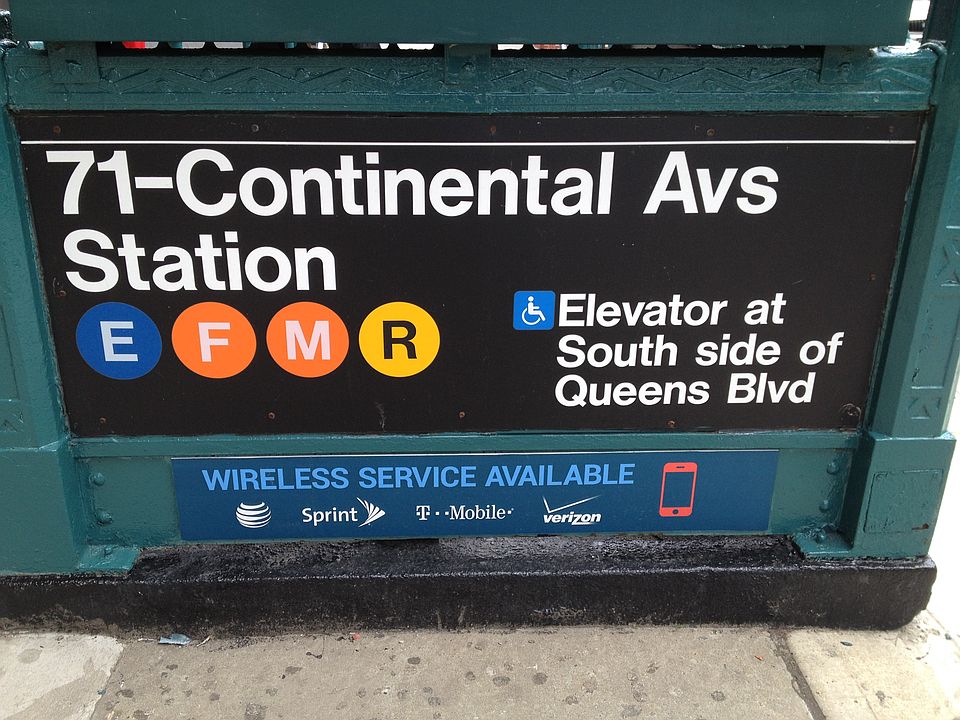 71-Continental Avs
Station
E F M R
Elevator at
South side of
Queens Blvd
WIRELESS SERVICE AVAILABLE
Sprint T··Mobile· verizon